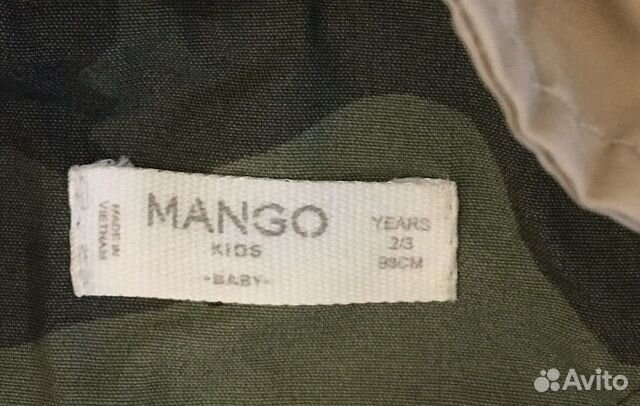 MADE IN
VIETNAM
MANGO
KIDS
-BABY-
YEARS
2/3
98CM
Avito